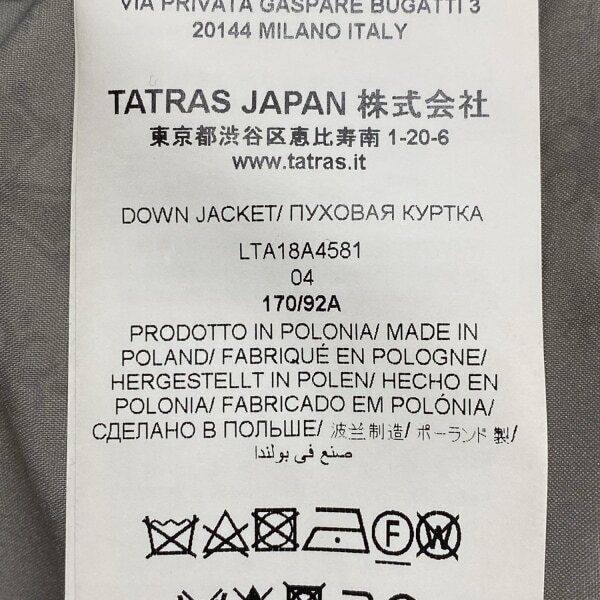 VIA PRIVATA GASPARE BUGATTI 3
20144 MILANO ITALY
TATRAS JAPAN 株式会社
東京都渋谷区恵比寿南 1-20-6
www.tatras.it
DOWN JACKET/ ПУХОВАЯ КУРТКА
LTA18A4581
04
170/92A
PRODOTTO IN POLONIA/ MADE IN
POLAND/ FABRIQUÉ EN POLOGNE/
HERGESTELLT IN POLEN/ HECHO EN
POLONIA/ FABRICADO EM POLÓNIA/
СДЕЛАНО В ПОЛЬШЕ/ 波兰制造/ ポーランド 製/
صنع في بولندا
F
W